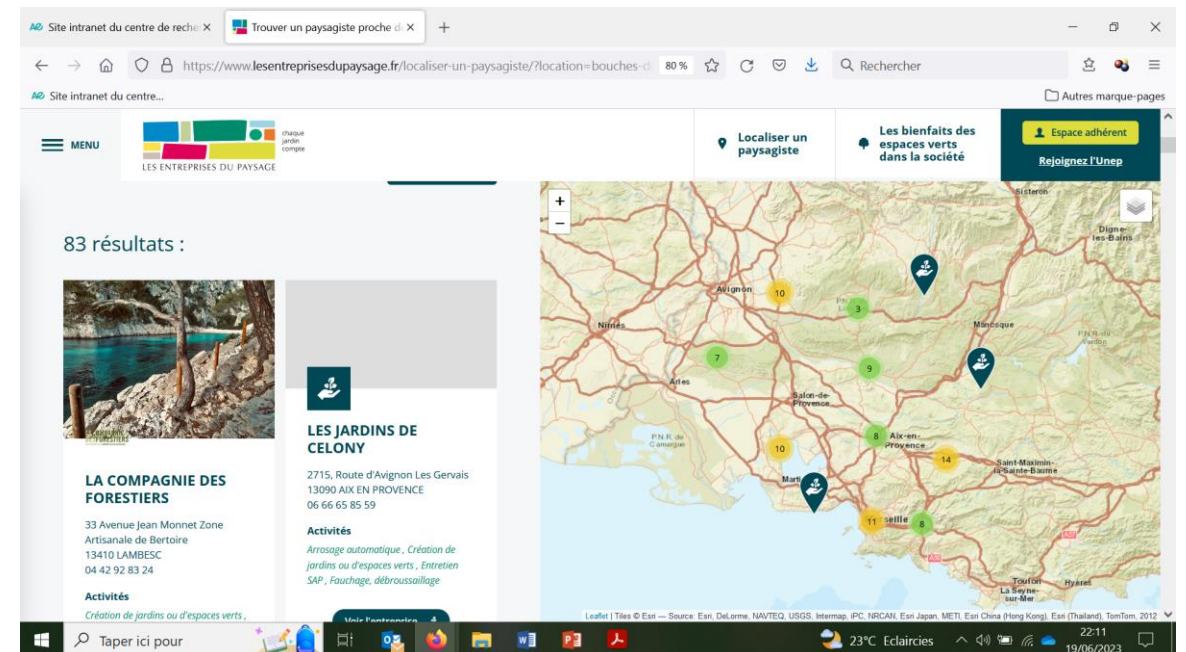 Site intranet du centre de reche
Trouver un paysagiste proche d
https://www.lesentreprisesdupaysage.fr/localiser-un-paysagiste/?location=bouches-d
80 %
Rechercher
Site intranet du centre...
Autres marque-pages
MENU
chaque
jardin
compte
LES ENTREPRISES DU PAYSAGE
Localiser un
paysagiste
Les bienfaits des
espaces verts
dans la société
Espace adhérent
Rejoignez l'Unep
83 résultats :
LA COMPAGNIE DES
FORESTIERS
33 Avenue Jean Monnet Zone
Artisanale de Bertoire
13410 LAMBESC
04 42 92 83 24
Activités
Création de jardins ou d'espaces verts ,
LES JARDINS DE
CELONY
2715, Route d'Avignon Les Gervais
13090 AIX EN PROVENCE
06 66 65 85 59
Activités
Arrosage automatique , Création de
jardins ou d'espaces verts , Entretien
SAP , Fauchage, débroussaillage
Voir l'entreprise
+
−
Sisteron
Digne-
les-Bains
Avignon
10
3
Nîmes
Manosque
P.N.R. du
Verdon
7
9
Arles
Salon-de-
Provence
P.N.R. de
Camargue
8
Aix-en-
Provence
10
14
Saint-Maximin-
la-Sainte-Baume
Marti
11
seille
8
Toulon
Hyères
La Seyne-
sur-Mer
Leaflet | Tiles © Esri — Source: Esri, DeLorme, NAVTEQ, USGS, Intermap, iPC, NRCAN, Esri Japan, METI, Esri China (Hong Kong), Esri (Thailand), TomTom, 2012
Taper ici pour
23°C Eclaircies
22:11
19/06/2023